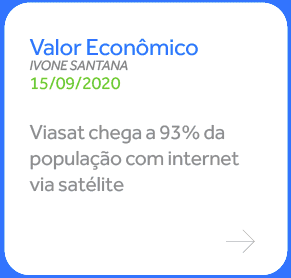 Valor Econômico
IVONE SANTANA
15/09/2020
Viasat chega a 93% da
população com internet
via satélite